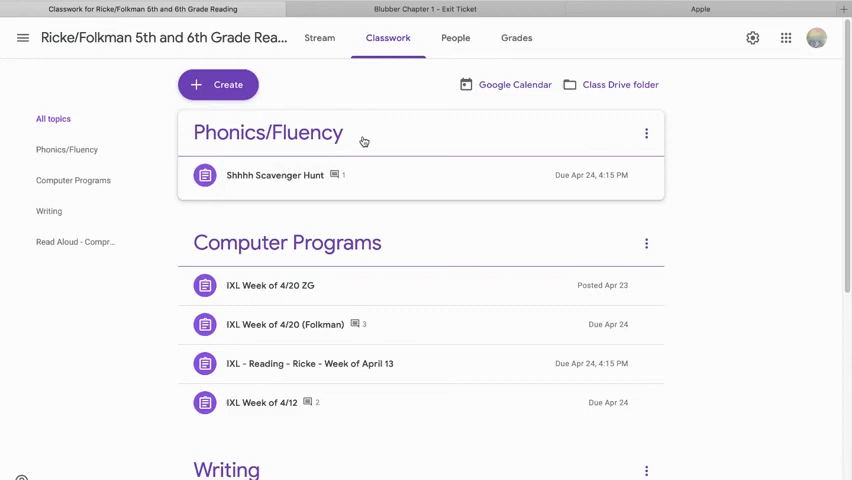 Classwork for Ricke/Folkman 5th and 6th Grade Reading
Blubber Chapter 1 - Exit Ticket
Apple
Ricke/Folkman 5th and 6th Grade Rea...
Stream
Classwork
People
Grades
Create
Google Calendar
Class Drive folder
All topics
Phonics/Fluency
Computer Programs
Writing
Read Aloud - Compr...
Phonics/Fluency
Shhhh Scavenger Hunt 1
Due Apr 24, 4:15 PM
Computer Programs
IXL Week of 4/20 ZG
Posted Apr 23
IXL Week of 4/20 (Folkman) 3
Due Apr 24
IXL - Reading - Ricke - Week of April 13
Due Apr 24, 4:15 PM
IXL Week of 4/12 2
Due Apr 24
Writing